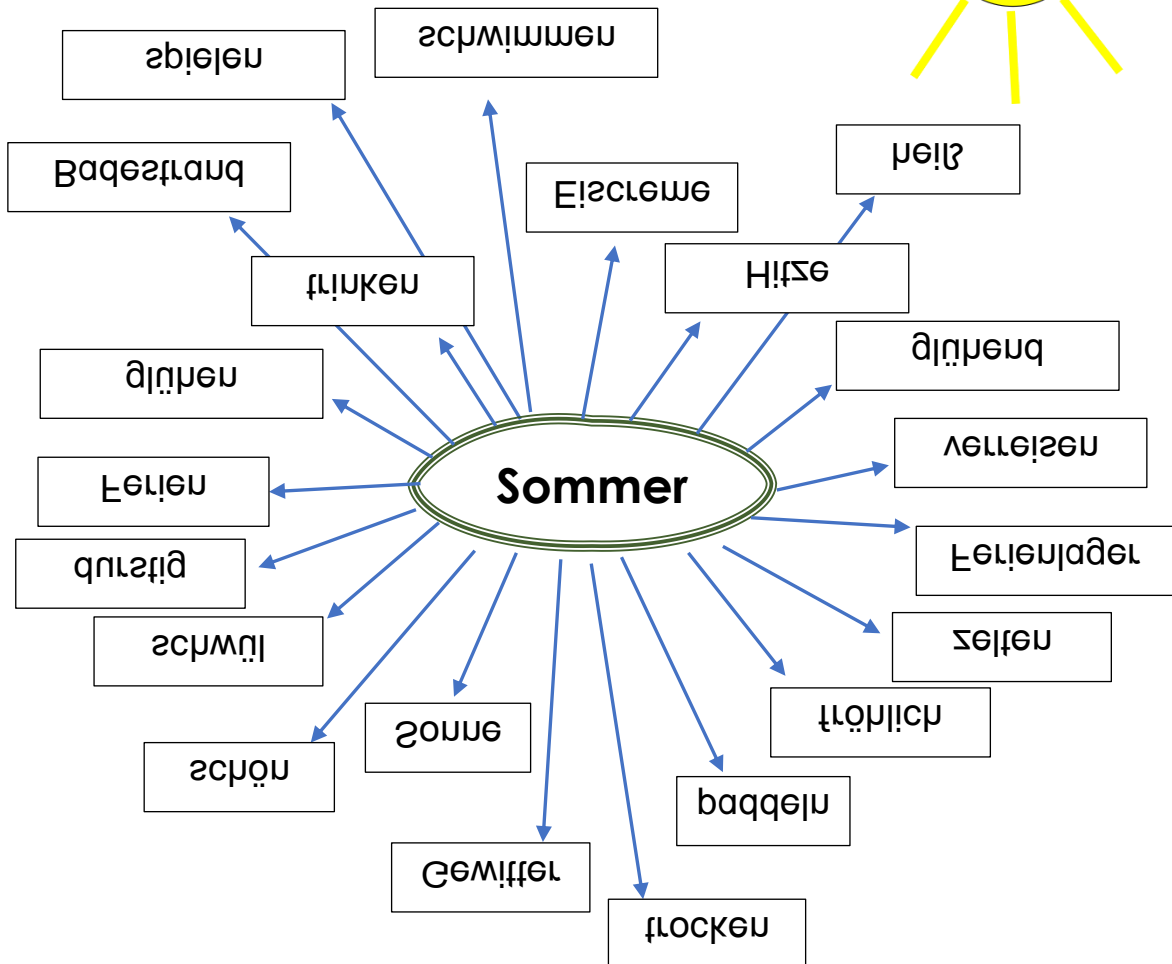 schwimmen
spielen
heiß
Badestrand
Eiscreme
Hitze
trinken
glühend
glühen
verreisen
Sommer
Ferien
Ferienlager
durstig
zelten
schwül
fröhlich
Sonne
schön
paddeln
Gewitter
trocken